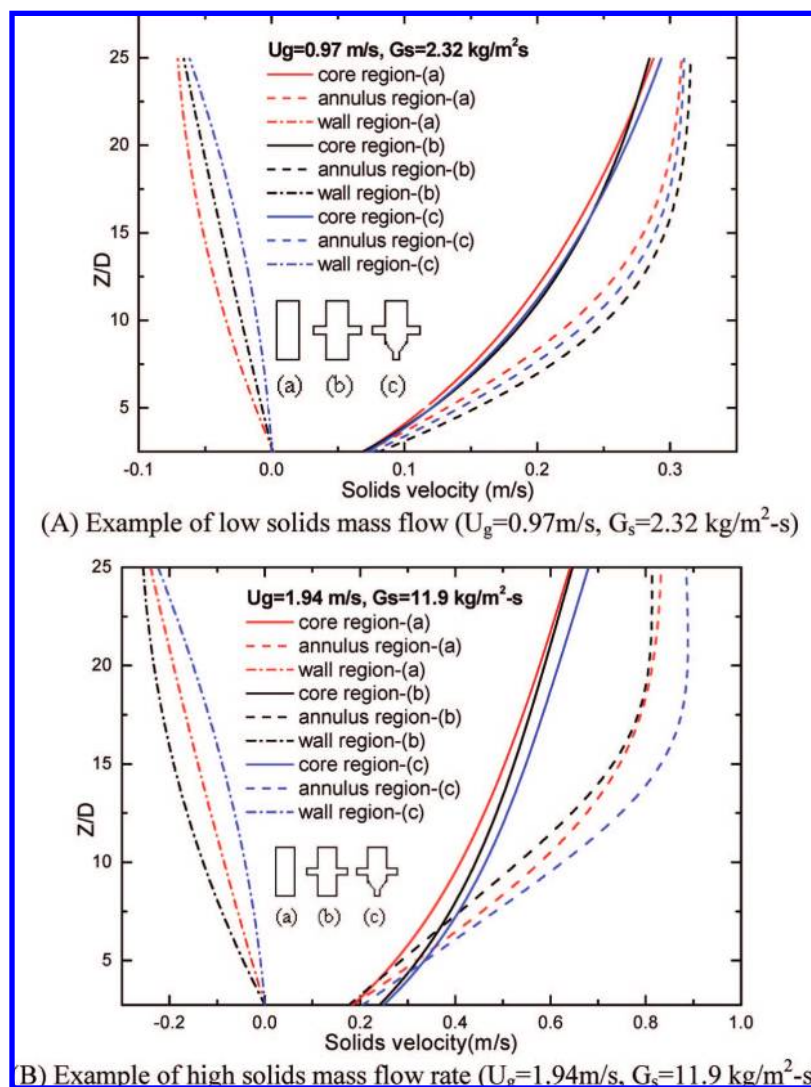 25
Ug=0.97 m/s, Gs=2.32 kg/m²s
core region-(a)
annulus region-(a)
wall region-(a)
core region-(b)
annulus region-(b)
wall region-(b)
core region-(c)
annulus region-(c)
wall region-(c)
20
15
Z/D
10
5
(a) (b) (c)
-0.1 0.0 0.1 0.2 0.3
Solids velocity (m/s)
(A) Example of low solids mass flow (Ug=0.97m/s, Gs=2.32 kg/m²-s)
25
Ug=1.94 m/s, Gs=11.9 kg/m²-s
core region-(a)
annulus region-(a)
wall region-(a)
core region-(b)
annulus region-(b)
wall region-(b)
core region-(c)
annulus region-(c)
wall region-(c)
20
15
Z/D
10
5
(a) (b) (c)
-0.2 0.0 0.2 0.4 0.6 0.8 1.0
Solids velocity(m/s)
(B) Example of high solids mass flow rate (Ug=1.94m/s, Gs=11.9 kg/m²-s